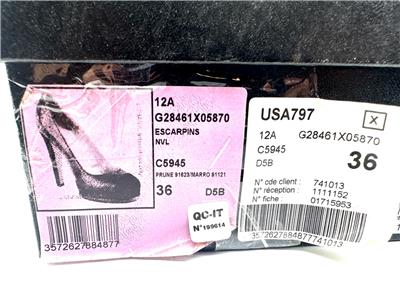 12A
G28461X05870
ESCARPINS
NVL
C5945
PRUNE 91623/MARRO 91121
36 D5B
3572627884877
QC-IT
N°199614
USA797
X
12A G28461X05870
C5945
D5B
36
N° cde client : 741013
N° réception : 1111152
N° fiche : 01715953
3572627884877741013